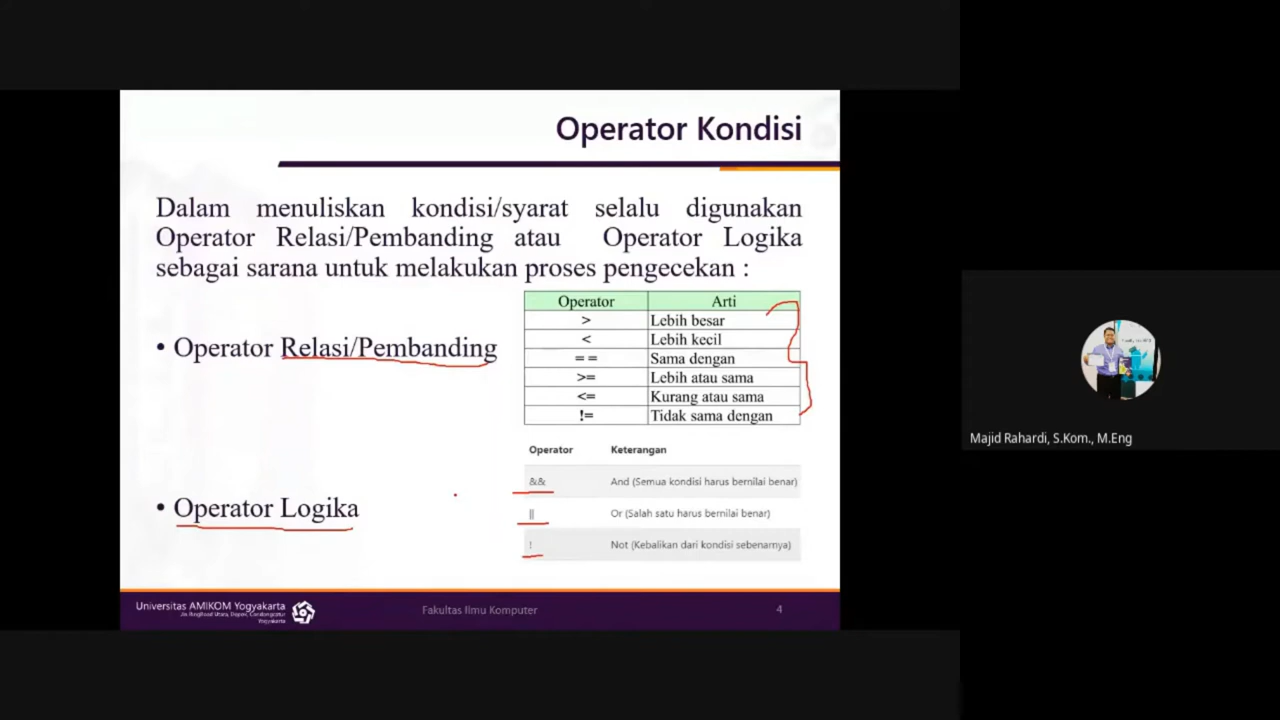 Operator Kondisi
Dalam menuliskan kondisi/syarat selalu digunakan
Operator Relasi/Pembanding atau Operator Logika
sebagai sarana untuk melakukan proses pengecekan :
• Operator Relasi/Pembanding
Operator Arti
> Lebih besar
< Lebih kecil
== Sama dengan
>= Lebih atau sama
<= Kurang atau sama
!= Tidak sama dengan
• Operator Logika
Operator Keterangan
&& And (Semua kondisi harus bernilai benar)
|| Or (Salah satu harus bernilai benar)
! Not (Kebalikan dari kondisi sebenarnya)
Universitas AMIKOM Yogyakarta
Yogyakarta
Fakultas Ilmu Komputer
4
Majid Rahardi, S.Kom., M.Eng